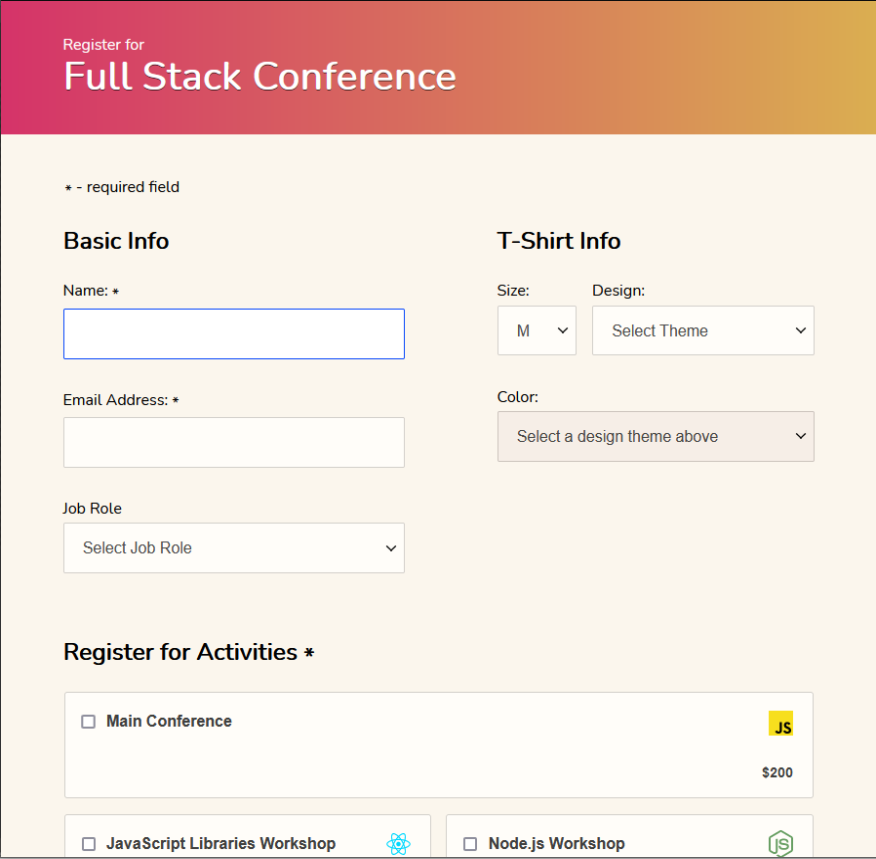 Register for
Full Stack Conference
* - required field
Basic Info
Name: *
Email Address: *
Job Role
Select Job Role
T-Shirt Info
Size:
Design:
M
Select Theme
Color:
Select a design theme above
Register for Activities *
Main Conference
JS
$200
JavaScript Libraries Workshop
Node.js Workshop
JS